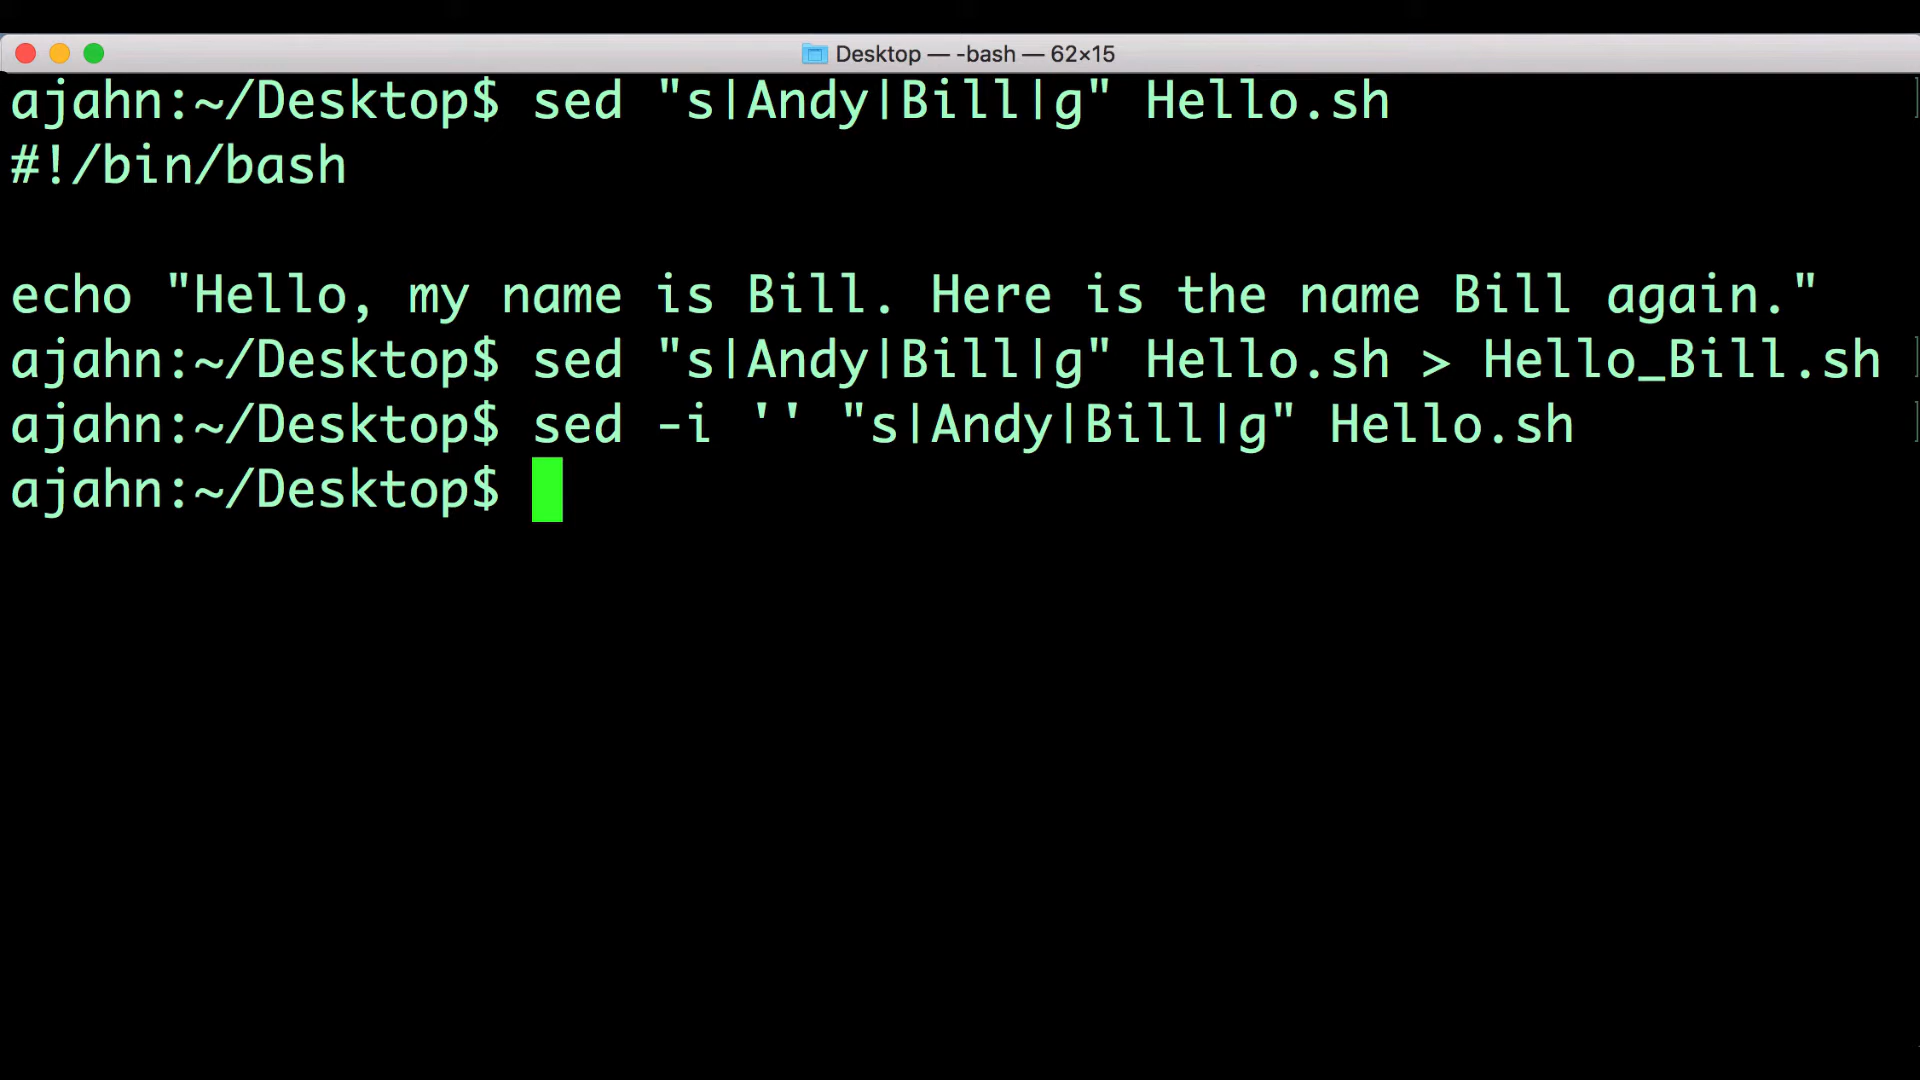 Desktop — -bash — 62×15
ajahn:~/Desktop$ sed "s|Andy|Bill|g" Hello.sh
#!/bin/bash
echo "Hello, my name is Bill. Here is the name Bill again."
ajahn:~/Desktop$ sed "s|Andy|Bill|g" Hello.sh > Hello_Bill.sh
ajahn:~/Desktop$ sed -i '' "s|Andy|Bill|g" Hello.sh
ajahn:~/Desktop$